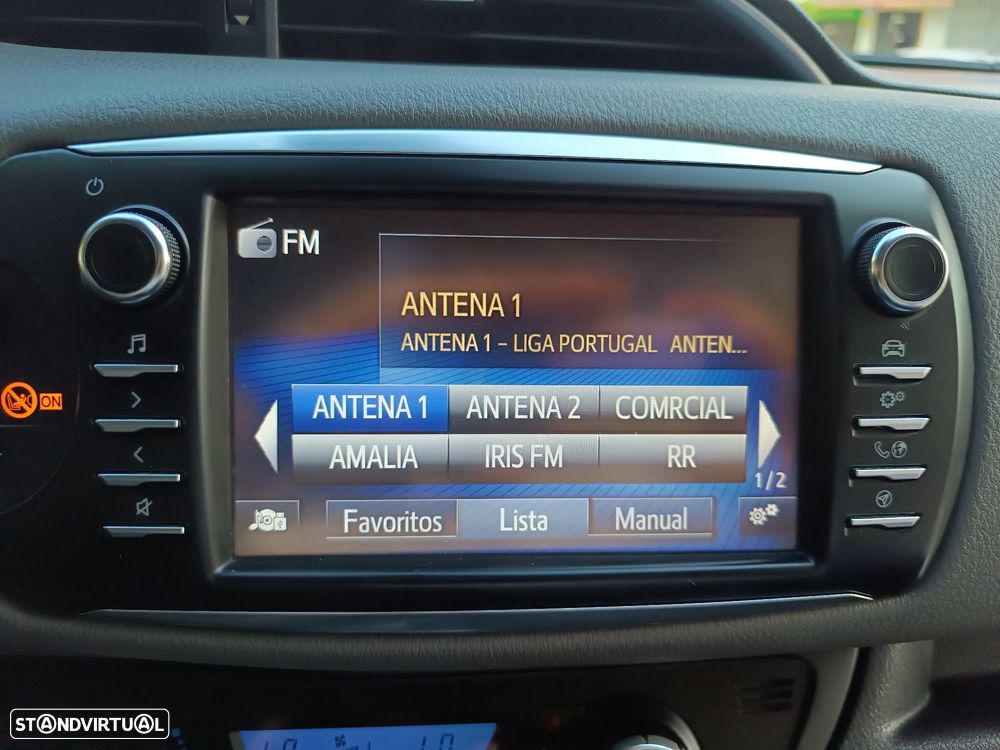 FM
ANTENA 1
ANTENA 1 - LIGA PORTUGAL ANTEN...
ANTENA 1 ANTENA 2 COMRCIAL
AMALIA IRIS FM RR
1/2
Favoritos Lista Manual
ON
STANDVIRTUAL